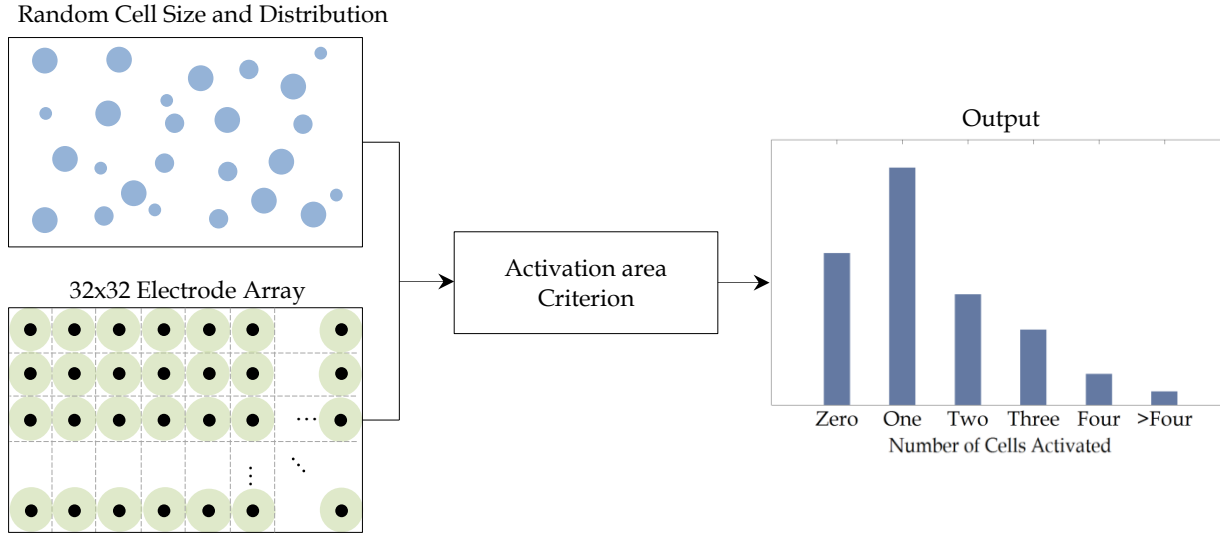 Random Cell Size and Distribution
32x32 Electrode Array
Activation area
Criterion
Output
Zero One Two Three Four >Four
Number of Cells Activated